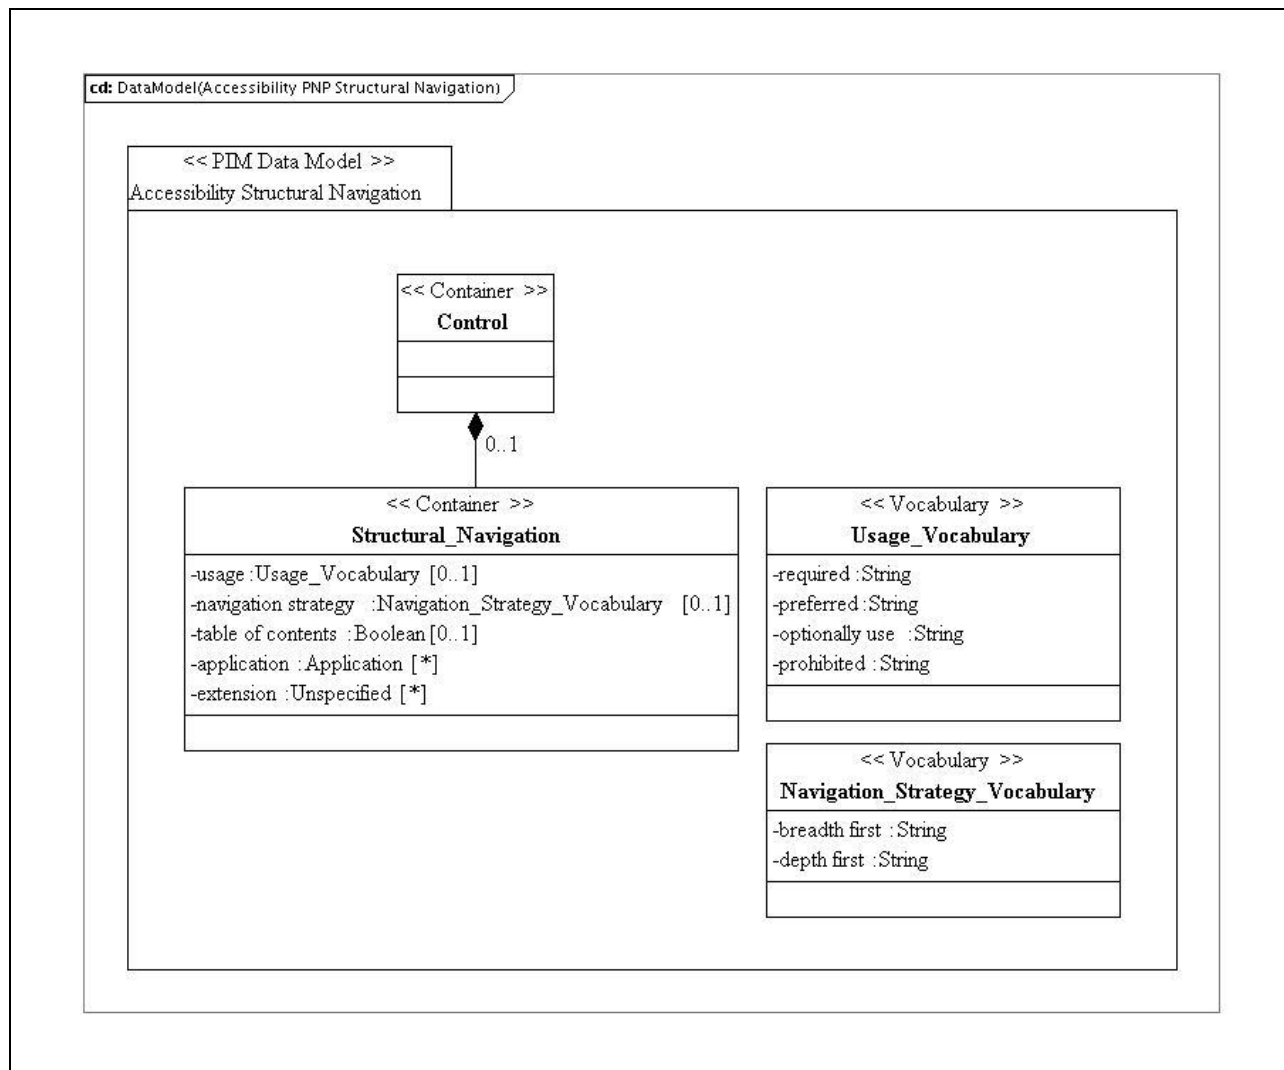 cd: DataModel(Accessibility PNP Structural Navigation)
<< PIM Data Model >>
Accessibility Structural Navigation
<< Container >>
Control
0..1
<< Container >>
Structural_Navigation
-usage :Usage_Vocabulary [0..1]
-navigation strategy :Navigation_Strategy_Vocabulary [0..1]
-table of contents :Boolean [0..1]
-application :Application [*]
-extension :Unspecified [*]
<< Vocabulary >>
Usage_Vocabulary
-required :String
-preferred :String
-optionally use :String
-prohibited :String
<< Vocabulary >>
Navigation_Strategy_Vocabulary
-breadth first :String
-depth first :String